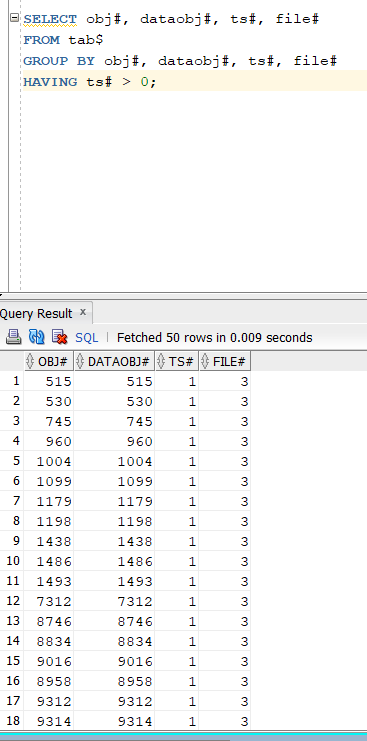 SELECT obj#, dataobj#, ts#, file#
FROM tab$
GROUP BY obj#, dataobj#, ts#, file#
HAVING ts# > 0;
Query Result x
SQL | Fetched 50 rows in 0.009 seconds
OBJ# DATAOBJ# TS# FILE#
1 515 515 1 3
2 530 530 1 3
3 745 745 1 3
4 960 960 1 3
5 1004 1004 1 3
6 1099 1099 1 3
7 1179 1179 1 3
8 1198 1198 1 3
9 1438 1438 1 3
10 1486 1486 1 3
11 1493 1493 1 3
12 7312 7312 1 3
13 8746 8746 1 3
14 8834 8834 1 3
15 9016 9016 1 3
16 8958 8958 1 3
17 9312 9312 1 3
18 9314 9314 1 3